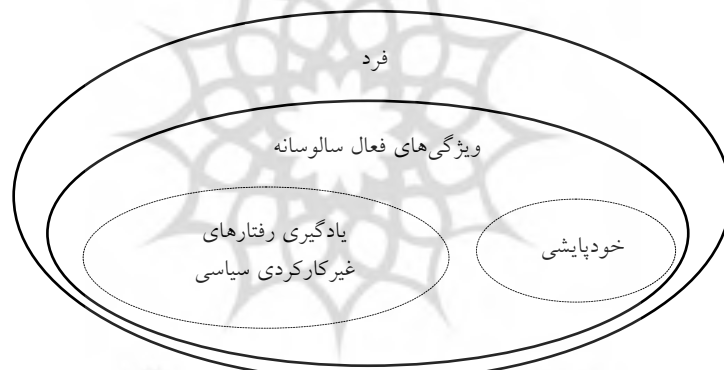 فرد
ویژگی‌های فعال سالوسانه
یادگیری رفتارهای
غیرکارکردی سیاسی
خودپایشی